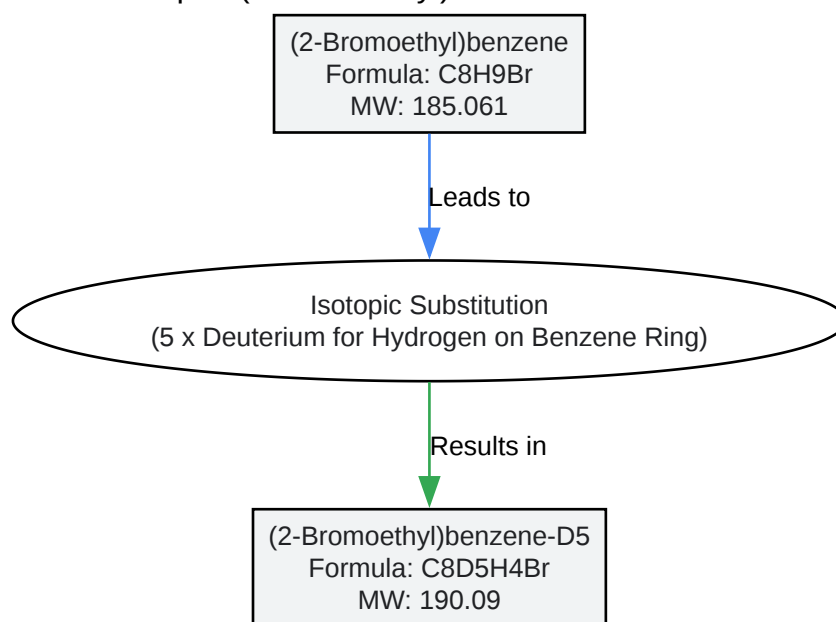 (2-Bromoethyl)benzene
Formula: C8H9Br
MW: 185.061
Leads to
Isotopic Substitution
(5 x Deuterium for Hydrogen on Benzene Ring)
Results in
(2-Bromoethyl)benzene-D5
Formula: C8D5H4Br
MW: 190.09